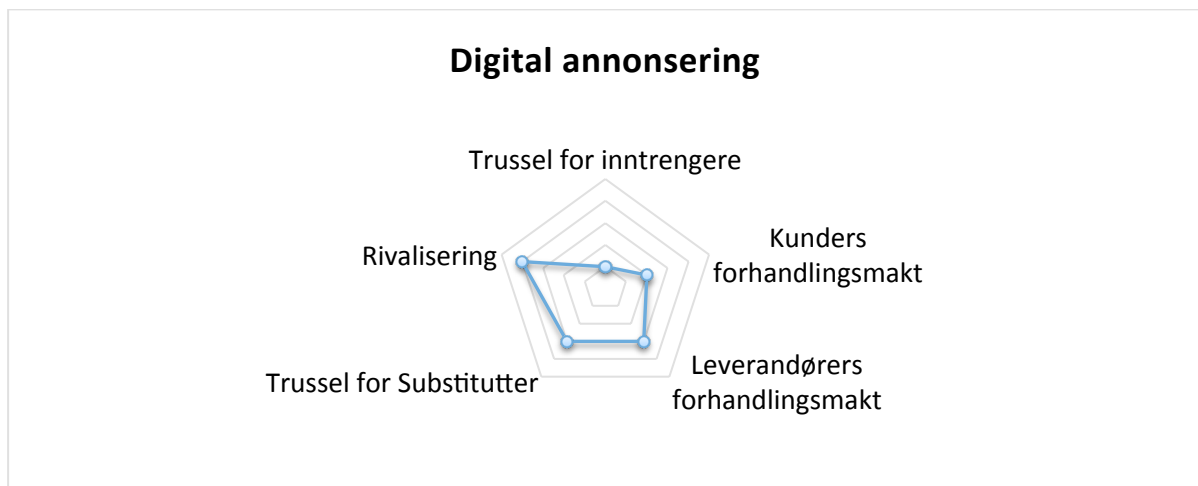 Digital annonsering
Trussel for inntrengere
Kunders
forhandlingsmakt
Leverandørers
forhandlingsmakt
Trussel for Substitutter
Rivalisering